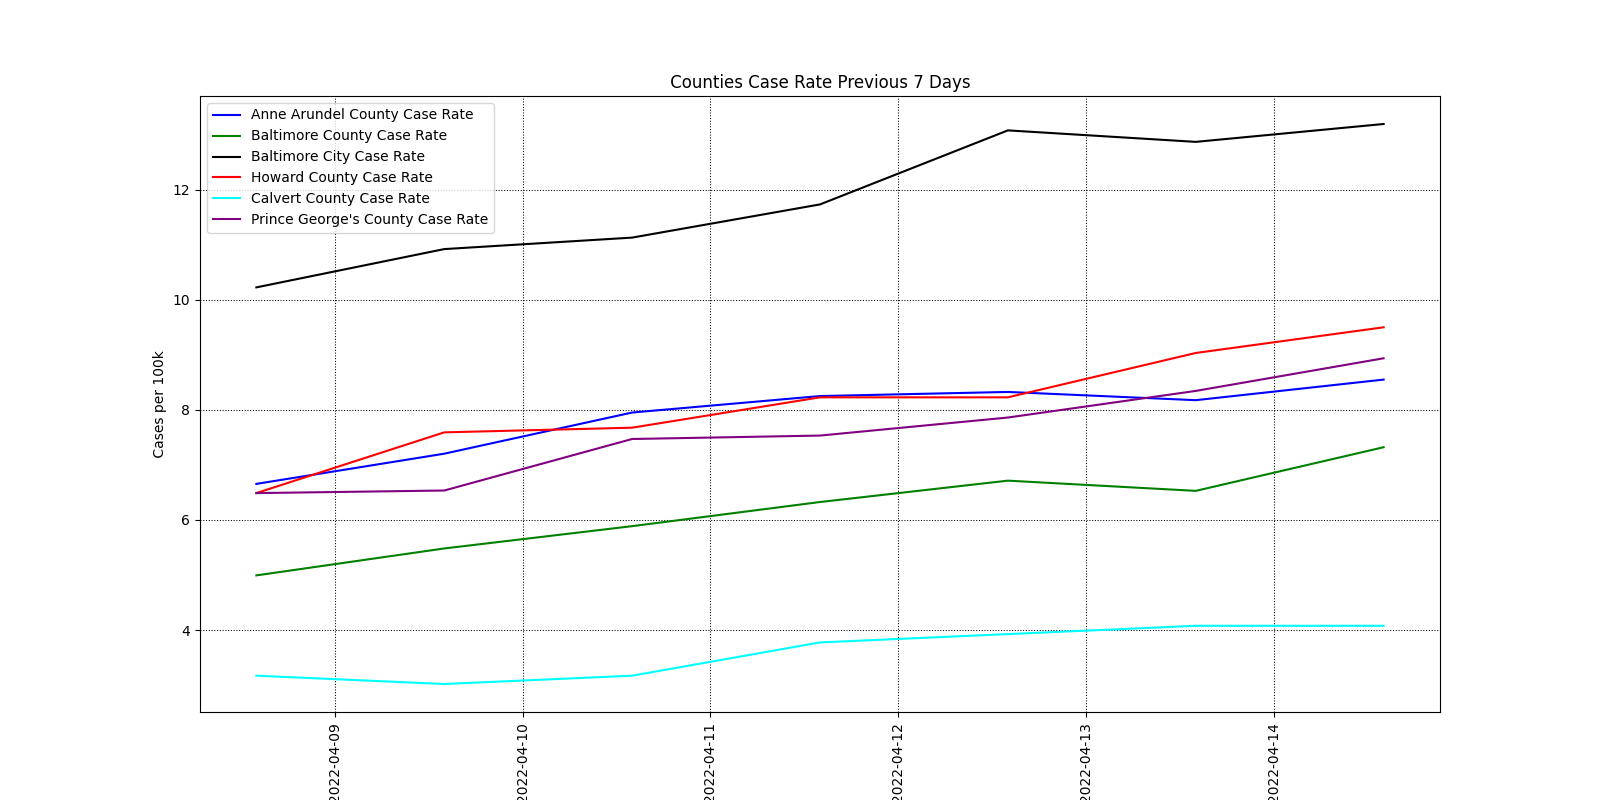 Counties Case Rate Previous 7 Days
Anne Arundel County Case Rate
Baltimore County Case Rate
Baltimore City Case Rate
Howard County Case Rate
Calvert County Case Rate
Prince George's County Case Rate
Cases per 100k
12
10
8
6
4
2022-04-09
2022-04-10
2022-04-11
2022-04-12
2022-04-13
2022-04-14